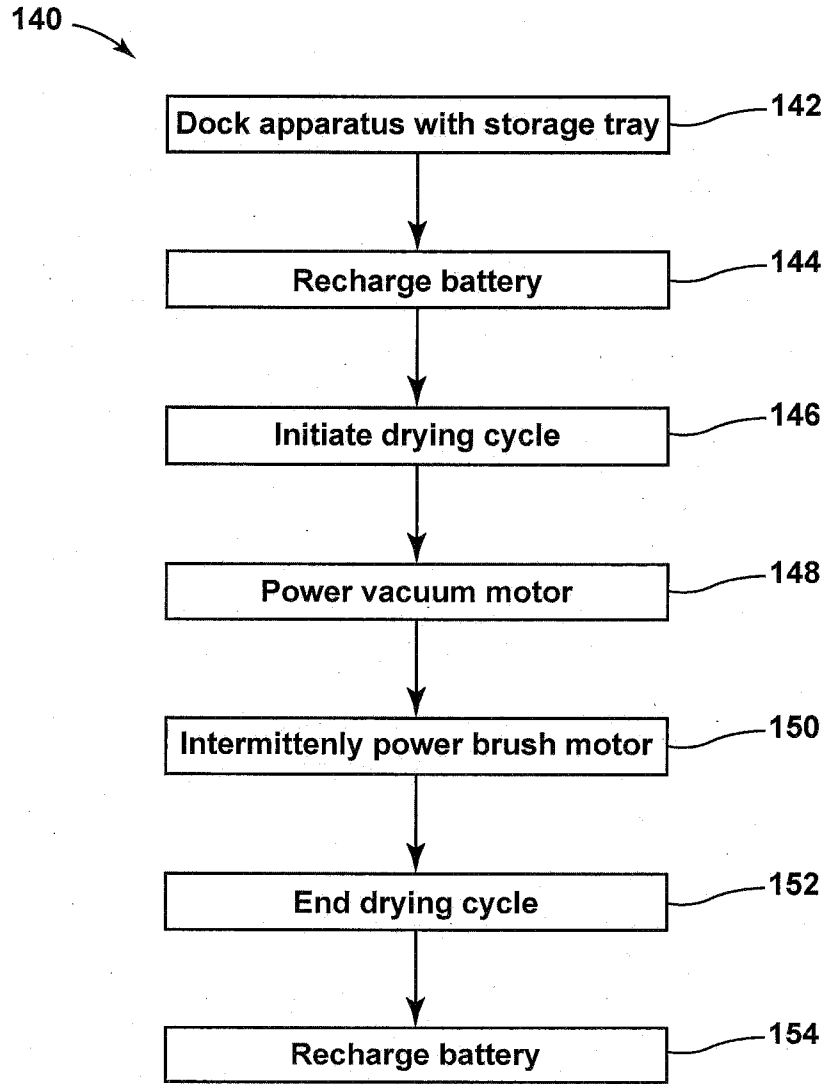 140
Dock apparatus with storage tray
142
Recharge battery
144
Initiate drying cycle
146
Power vacuum motor
148
Intermittenly power brush motor
150
End drying cycle
152
Recharge battery
154